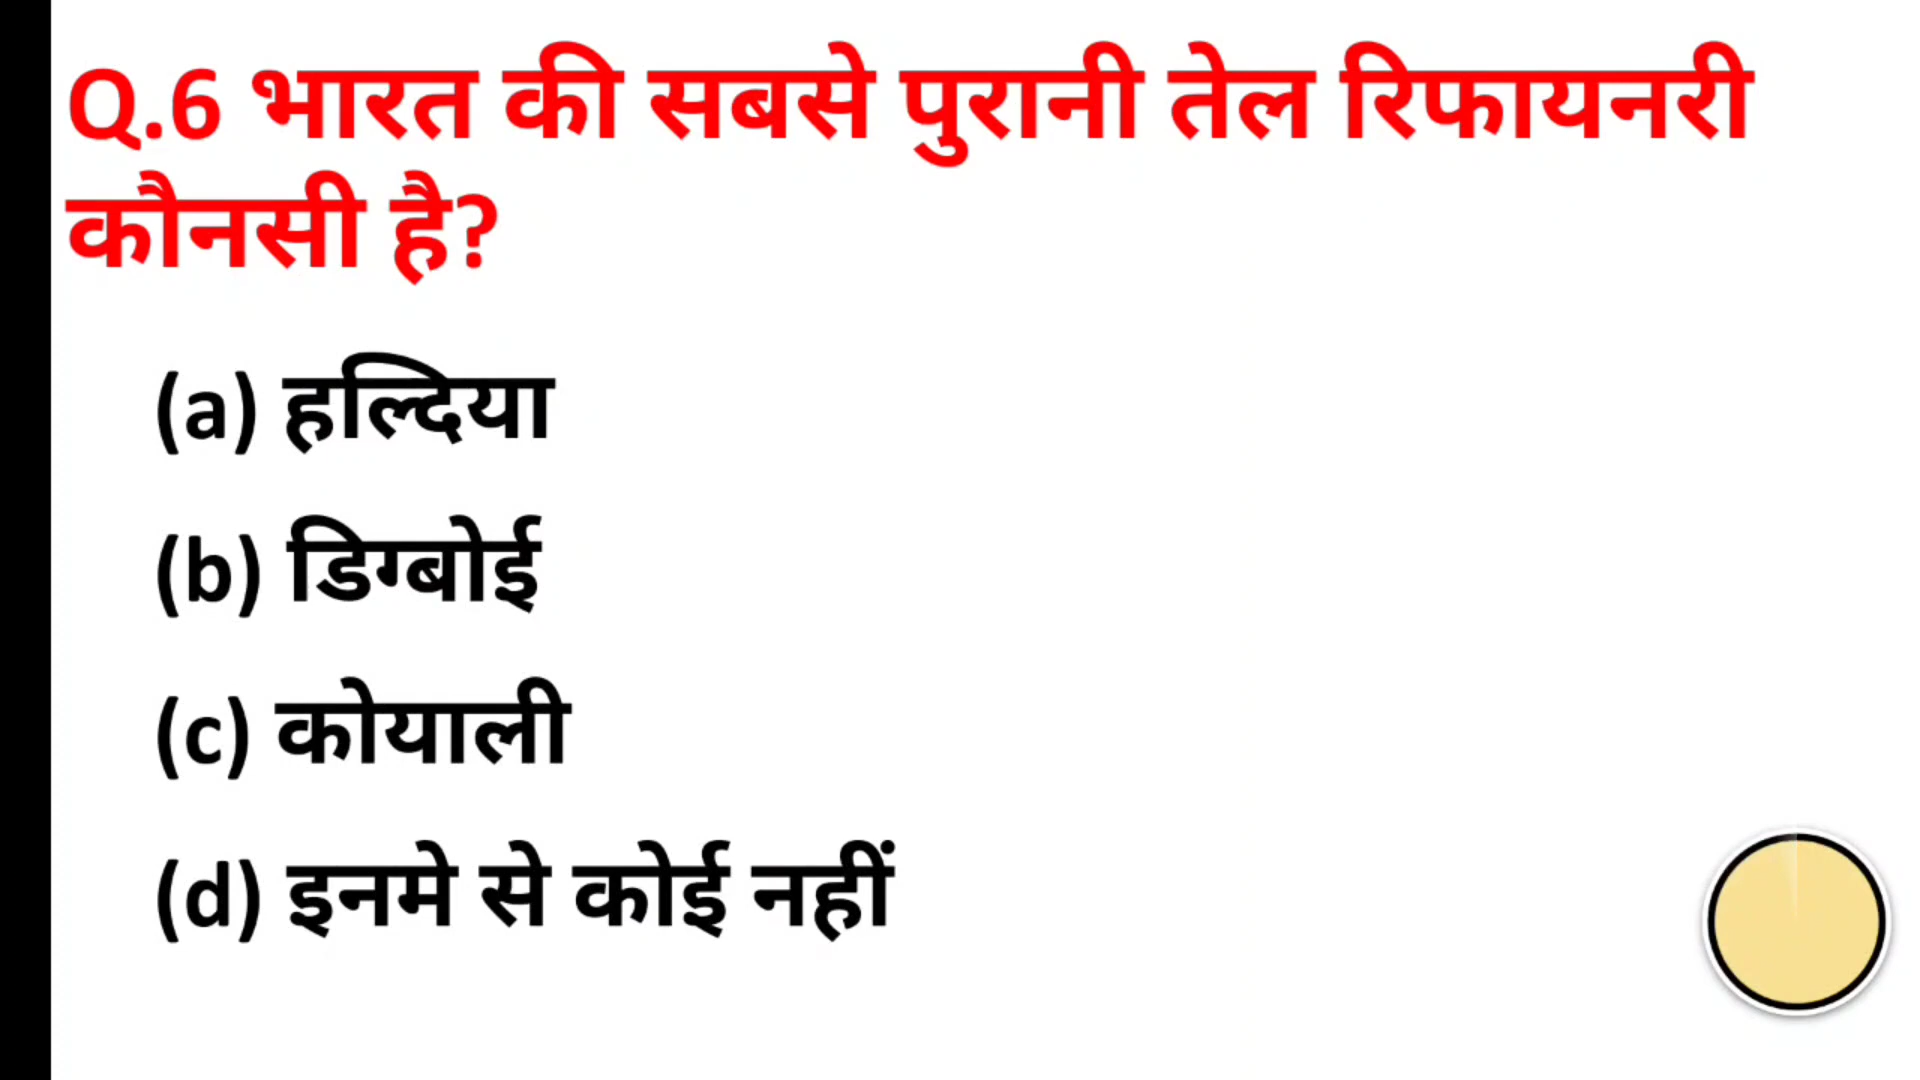 Q.6 भारत की सबसे पुरानी तेल रिफायनरी
कौनसी है?
(a) हल्दिया
(b) डिग्बोई
(c) कोयाली
(d) इनमे से कोई नहीं